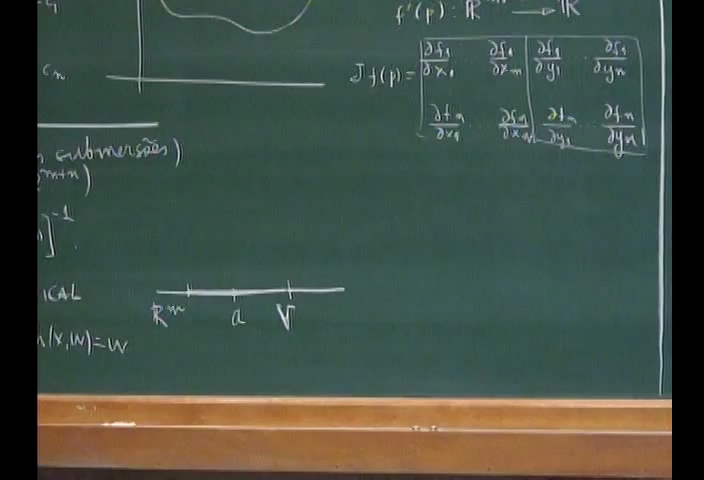 f'(p): ℝ → ℝ
c_n
Jf(p) = [∂f₁/∂x₁ ... ∂f₁/∂x_m | ∂f₁/∂y₁ ... ∂f₁/∂y_n
∂f_n/∂x₁ ... ∂f_n/∂x_m | ∂f_n/∂y₁ ... ∂f_n/∂y_n]
submersões)
m+n)
]⁻¹
ICAL
ℝ^m a V
(x,w)=w